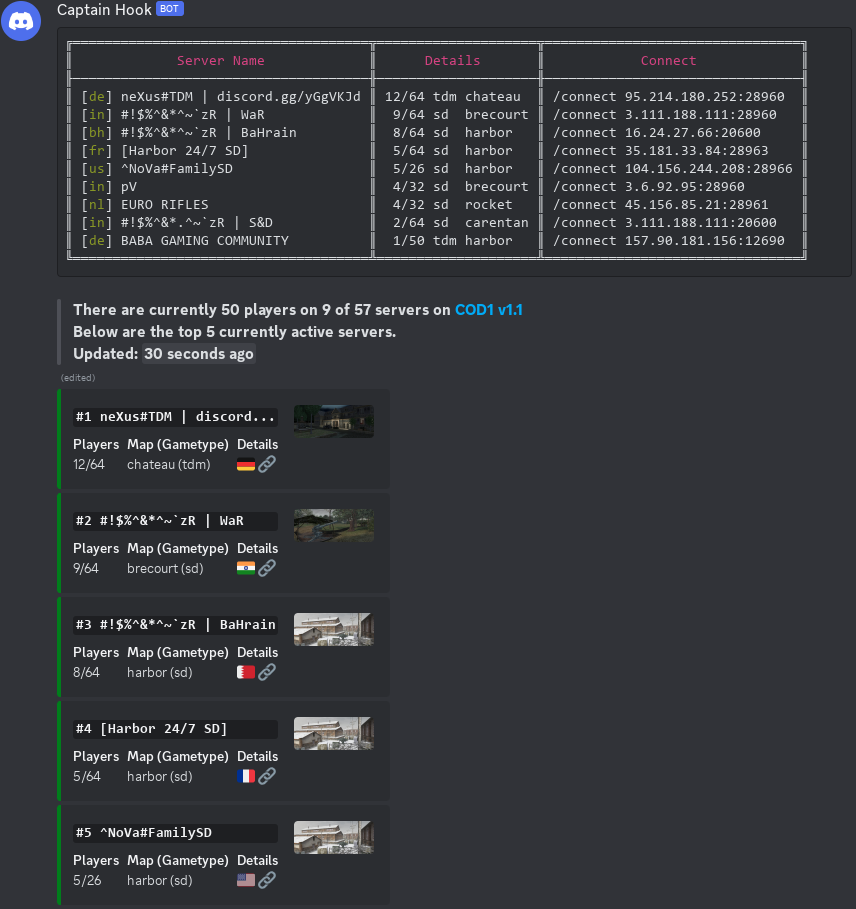 Captain Hook BOT
Server Name Details Connect
[de] neXus#TDM | discord.gg/yGgVKJd 12/64 tdm chateau /connect 95.214.180.252:28960
[in] #!$%^&*^~`zR | WaR 9/64 sd brecourt /connect 3.111.188.111:28960
[bh] #!$%^&*^~`zR | BaHrain 8/64 sd harbor /connect 16.24.27.66:20600
[fr] [Harbor 24/7 SD] 5/64 sd harbor /connect 35.181.33.84:28963
[us] ^NoVa#FamilySD 5/26 sd harbor /connect 104.156.244.208:28966
[in] pV 4/32 sd brecourt /connect 3.6.92.95:28960
[nl] EURO RIFLES 4/32 sd rocket /connect 45.156.85.21:28961
[in] #!$%^&*.^~`zR | S&D 2/64 sd carentan /connect 3.111.188.111:20600
[de] BABA GAMING COMMUNITY 1/50 tdm harbor /connect 157.90.181.156:12690
There are currently 50 players on 9 of 57 servers on COD1 v1.1
Below are the top 5 currently active servers.
Updated: 30 seconds ago
(edited)
#1 neXus#TDM | discord...
Players Map (Gametype) Details
12/64 chateau (tdm)
#2 #!$%^&*^~`zR | WaR
Players Map (Gametype) Details
9/64 brecourt (sd)
#3 #!$%^&*^~`zR | BaHrain
Players Map (Gametype) Details
8/64 harbor (sd)
#4 [Harbor 24/7 SD]
Players Map (Gametype) Details
5/64 harbor (sd)
#5 ^NoVa#FamilySD
Players Map (Gametype) Details
5/26 harbor (sd)